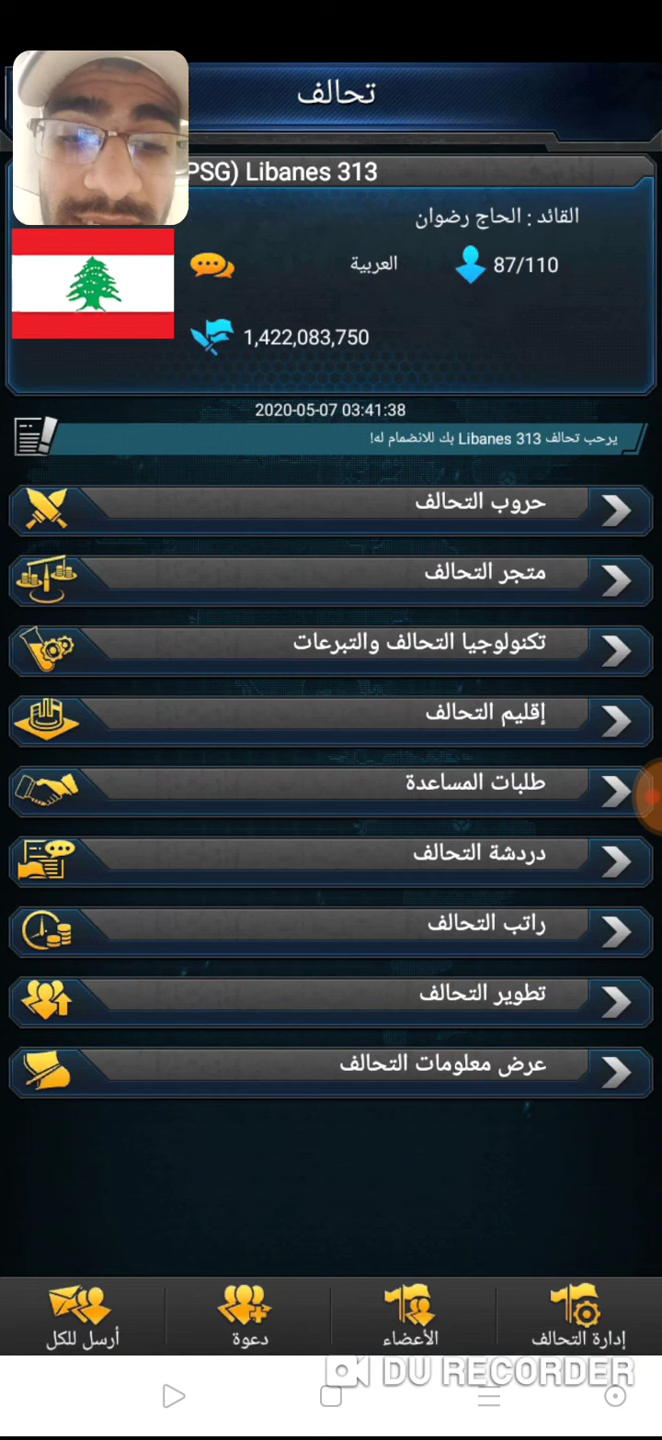 تحالف
PSG) Libanes 313
القائد : الحاج رضوان
العربية
87/110
1,422,083,750
2020-05-07 03:41:38
يرحب تحالف Libanes 313 بك للانضمام له!
حروب التحالف
متجر التحالف
تكنولوجيا التحالف والتبرعات
إقليم التحالف
طلبات المساعدة
دردشة التحالف
راتب التحالف
تطوير التحالف
عرض معلومات التحالف
إدارة التحالف
الأعضاء
دعوة
أرسل للكل
DU RECORDER